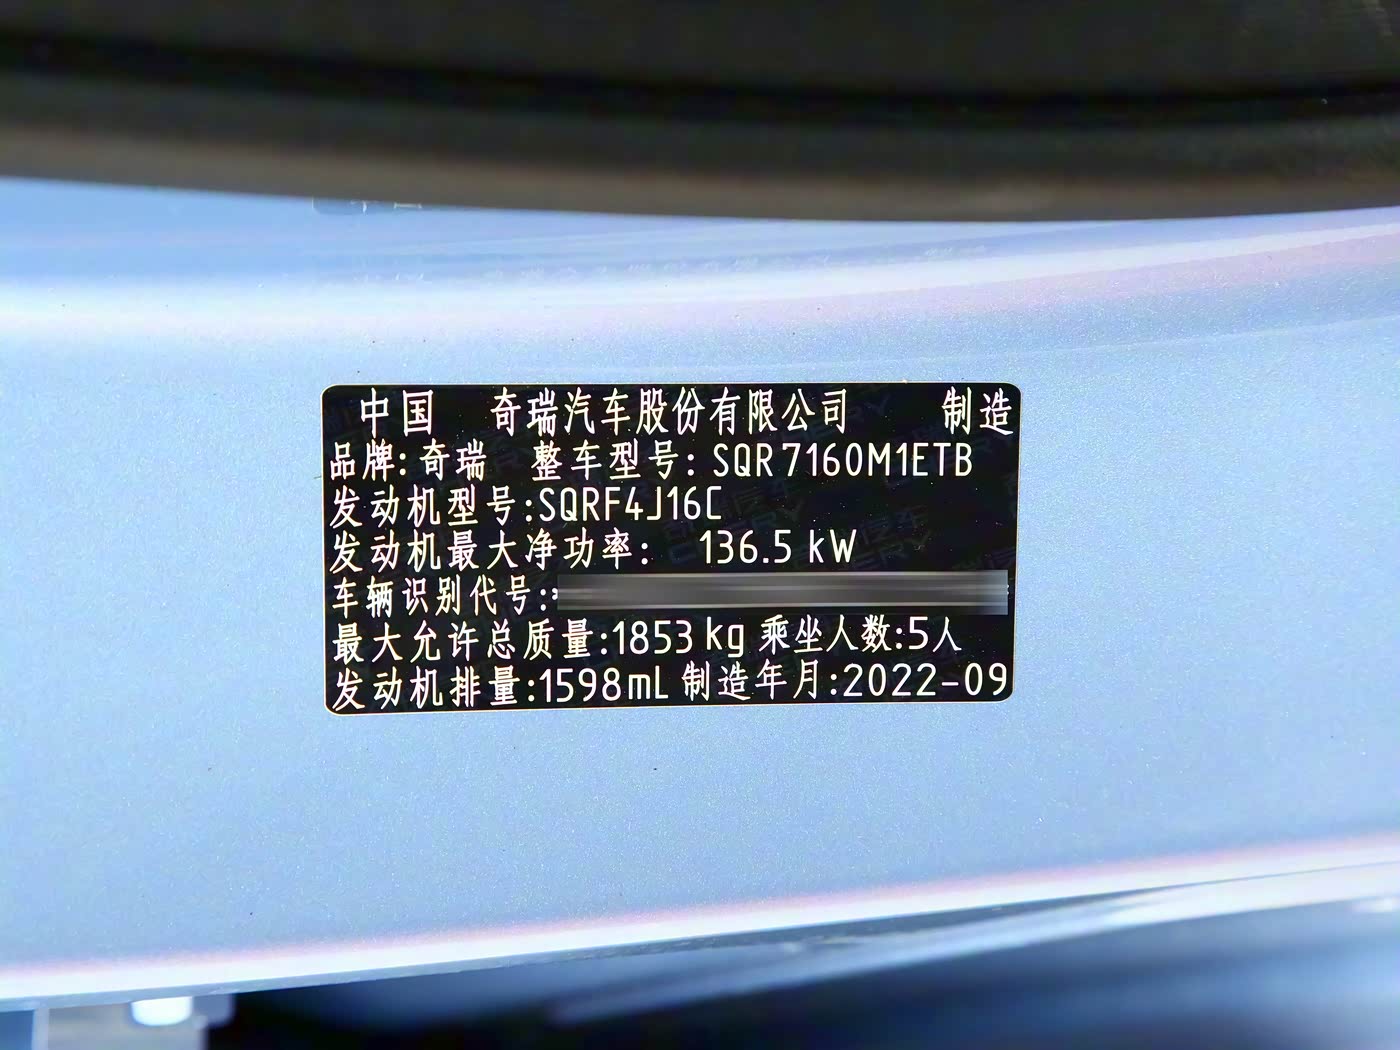 中国 奇瑞汽车股份有限公司 制造
品牌:奇瑞 整车型号:SQR7160M1ETB
发动机型号:SQRF4J16C
发动机最大净功率: 136.5 kW
车辆识别代号:
最大允许总质量:1853kg 乘坐人数:5人
发动机排量:1598mL 制造年月:2022-09